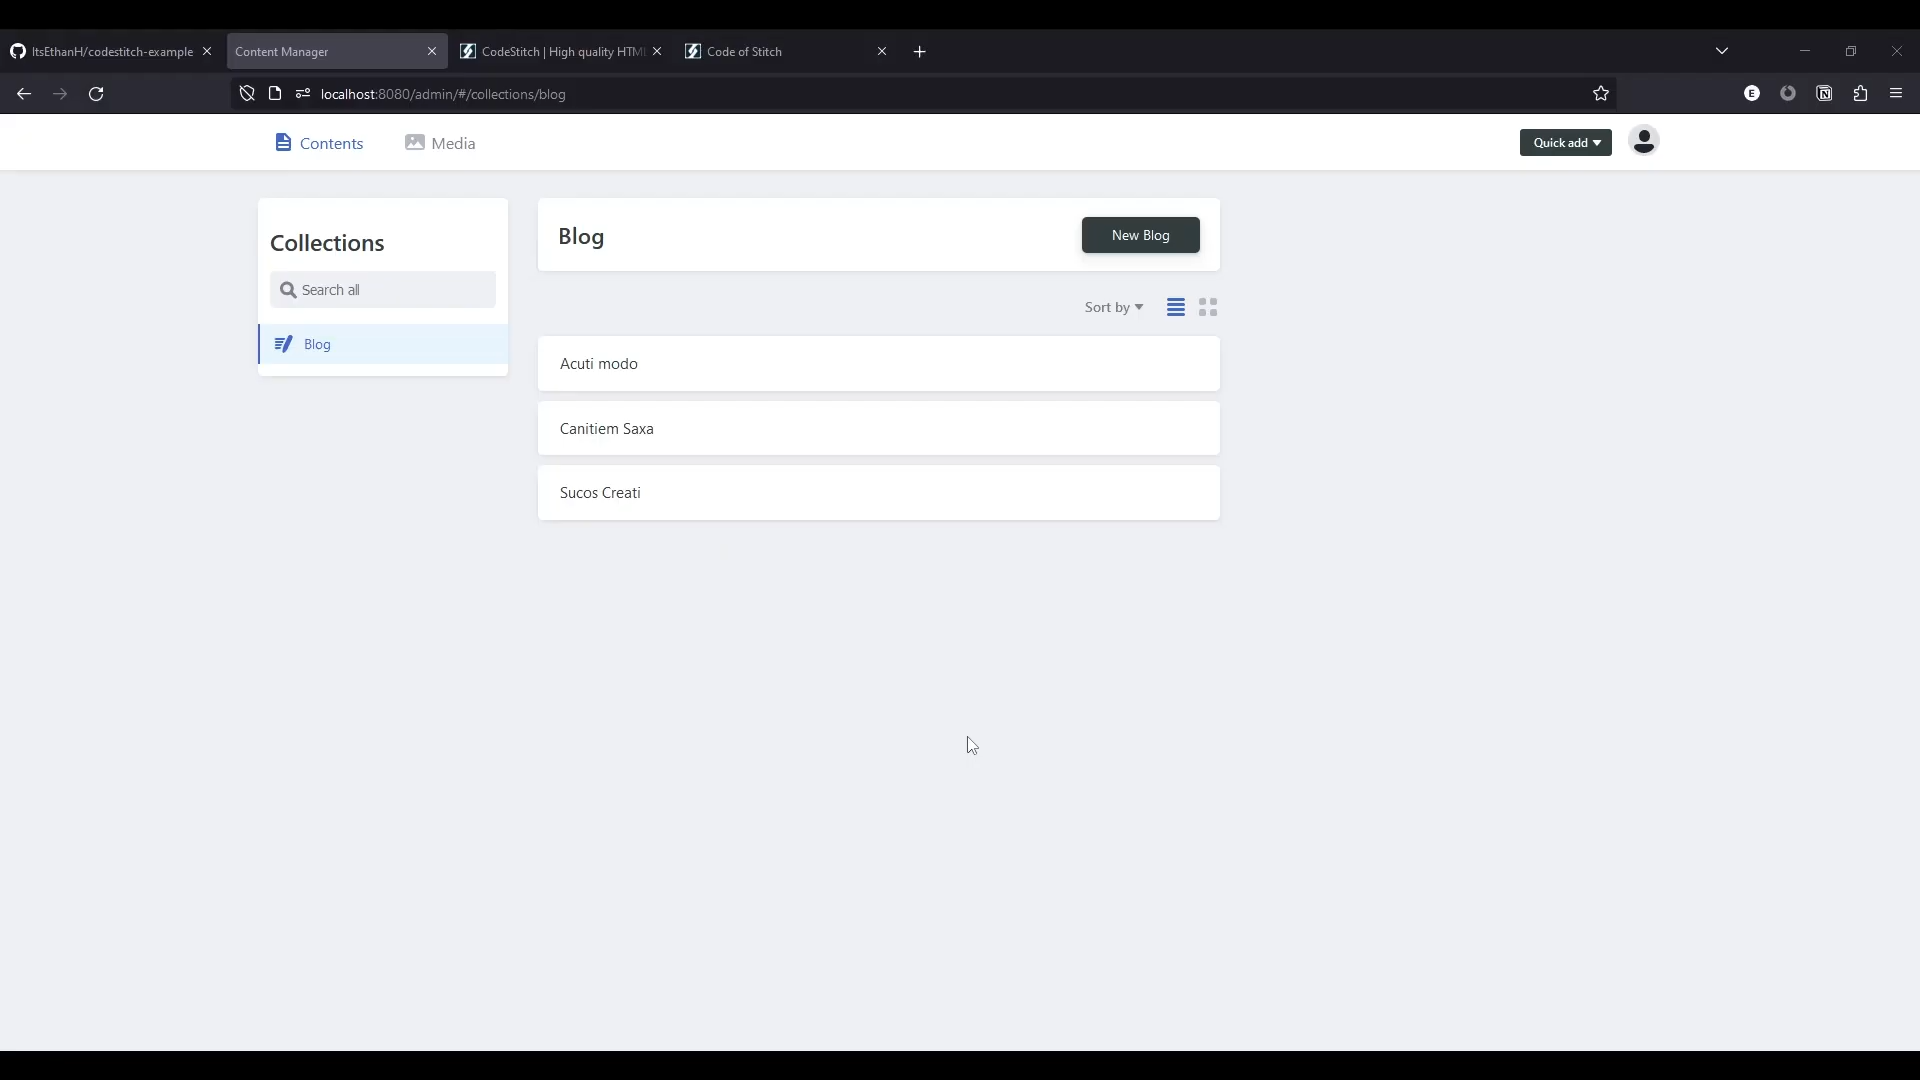 ItsEthanH/codestitch-example
Content Manager
CodeStitch | High quality HTM
Code of Stitch
localhost:8080/admin/#/collections/blog
E
N
Contents
Media
Quick add
Collections
Search all
Blog
Blog
New Blog
Sort by
Acuti modo
Canitiem Saxa
Sucos Creati